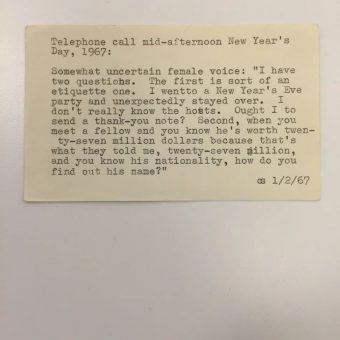 Telephone call mid-afternoon New Year's
Day, 1967:
Somewhat uncertain female voice: "I have
two questiohs.  The first is sort of an
etiquette one.  I wentto a New Year's Eve
party and unexpectedly stayed over.  I
don't really know the hosts.  Ought I to
send a thank-you note?  Second, when you
meet a fellow and you know he's worth twen-
ty-seven million dollars because that's
what they told me, twenty-seven million,
and you know his nationality, how do you
find out his name?"
es 1/2/67